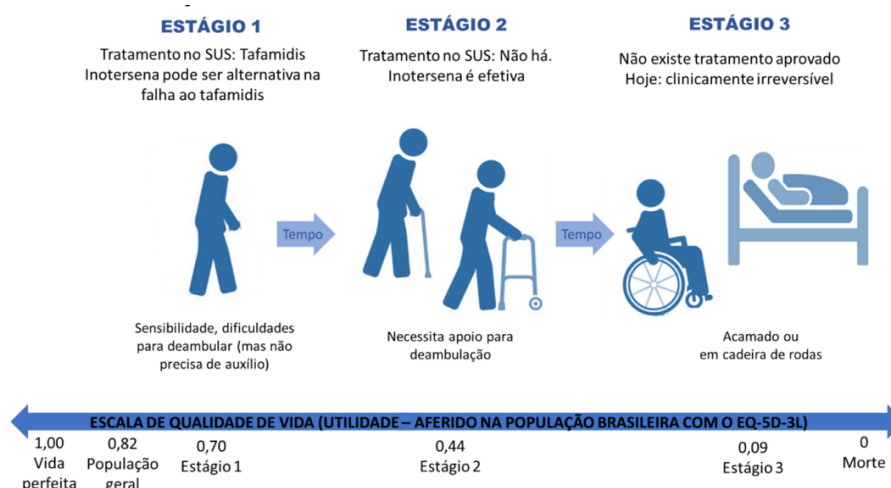 ESTÁGIO 1
Tratamento no SUS: Tafamidis
Inotersena pode ser alternativa na
falha ao tafamidis
ESTÁGIO 2
Tratamento no SUS: Não há.
Inotersena é efetiva
ESTÁGIO 3
Não existe tratamento aprovado
Hoje: clinicamente irreversível
Tempo
Tempo
Sensibilidade, dificuldades
para deambular (mas não
precisa de auxílio)
Necessita apoio para
deambulação
Acamado ou
em cadeira de rodas
ESCALA DE QUALIDADE DE VIDA (UTILIDADE – AFERIDO NA POPULAÇÃO BRASILEIRA COM O EQ-5D-3L)
1,00
Vida
perfeita
0,82
População
geral
0,70
Estágio 1
0,44
Estágio 2
0,09
Estágio 3
0
Morte